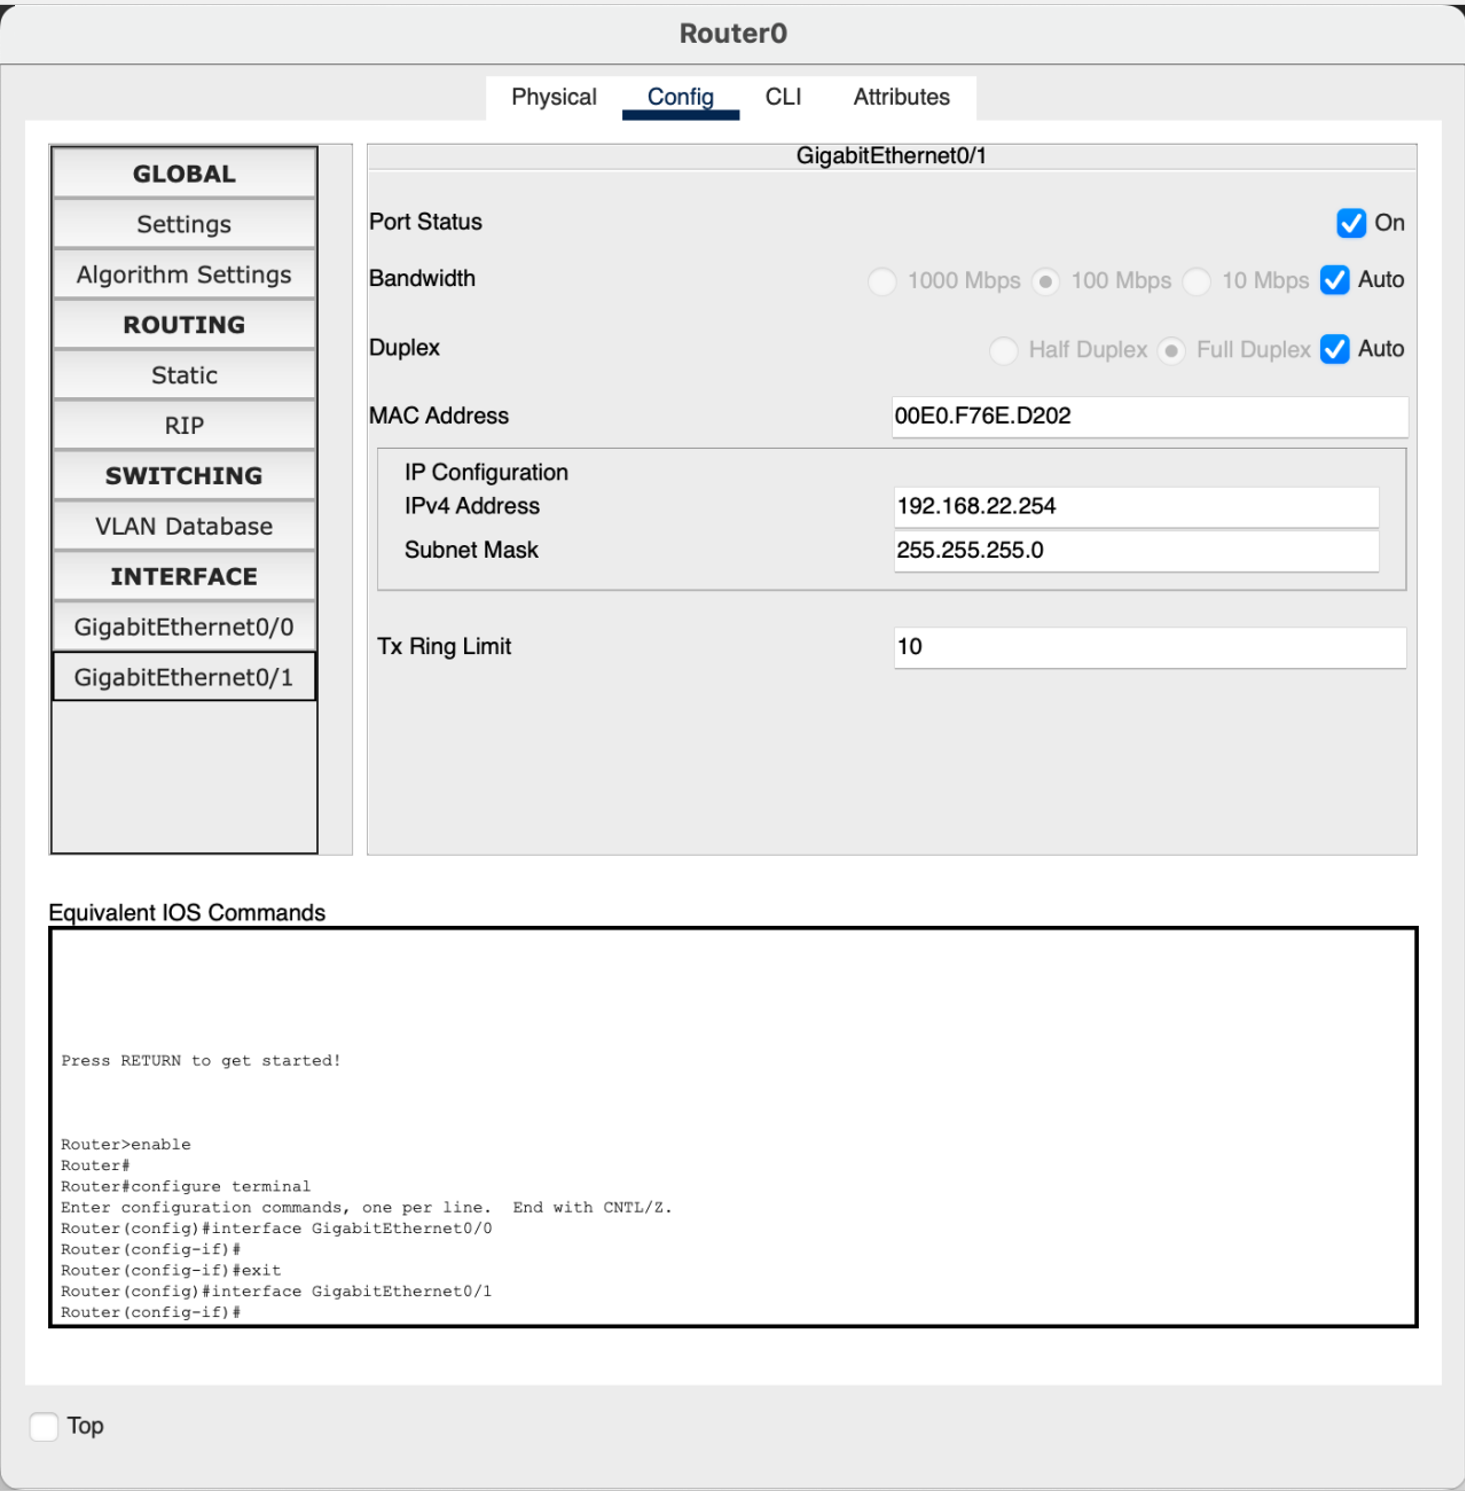 Router0
Physical Config CLI Attributes
GLOBAL
Settings
Algorithm Settings
ROUTING
Static
RIP
SWITCHING
VLAN Database
INTERFACE
GigabitEthernet0/0
GigabitEthernet0/1
GigabitEthernet0/1
Port Status On
Bandwidth 1000 Mbps 100 Mbps 10 Mbps Auto
Duplex Half Duplex Full Duplex Auto
MAC Address 00E0.F76E.D202
IP Configuration
IPv4 Address 192.168.22.254
Subnet Mask 255.255.255.0
Tx Ring Limit 10
Equivalent IOS Commands
Press RETURN to get started!
Router>enable
Router#
Router#configure terminal
Enter configuration commands, one per line.  End with CNTL/Z.
Router(config)#interface GigabitEthernet0/0
Router(config-if)#
Router(config-if)#exit
Router(config)#interface GigabitEthernet0/1
Router(config-if)#
Top